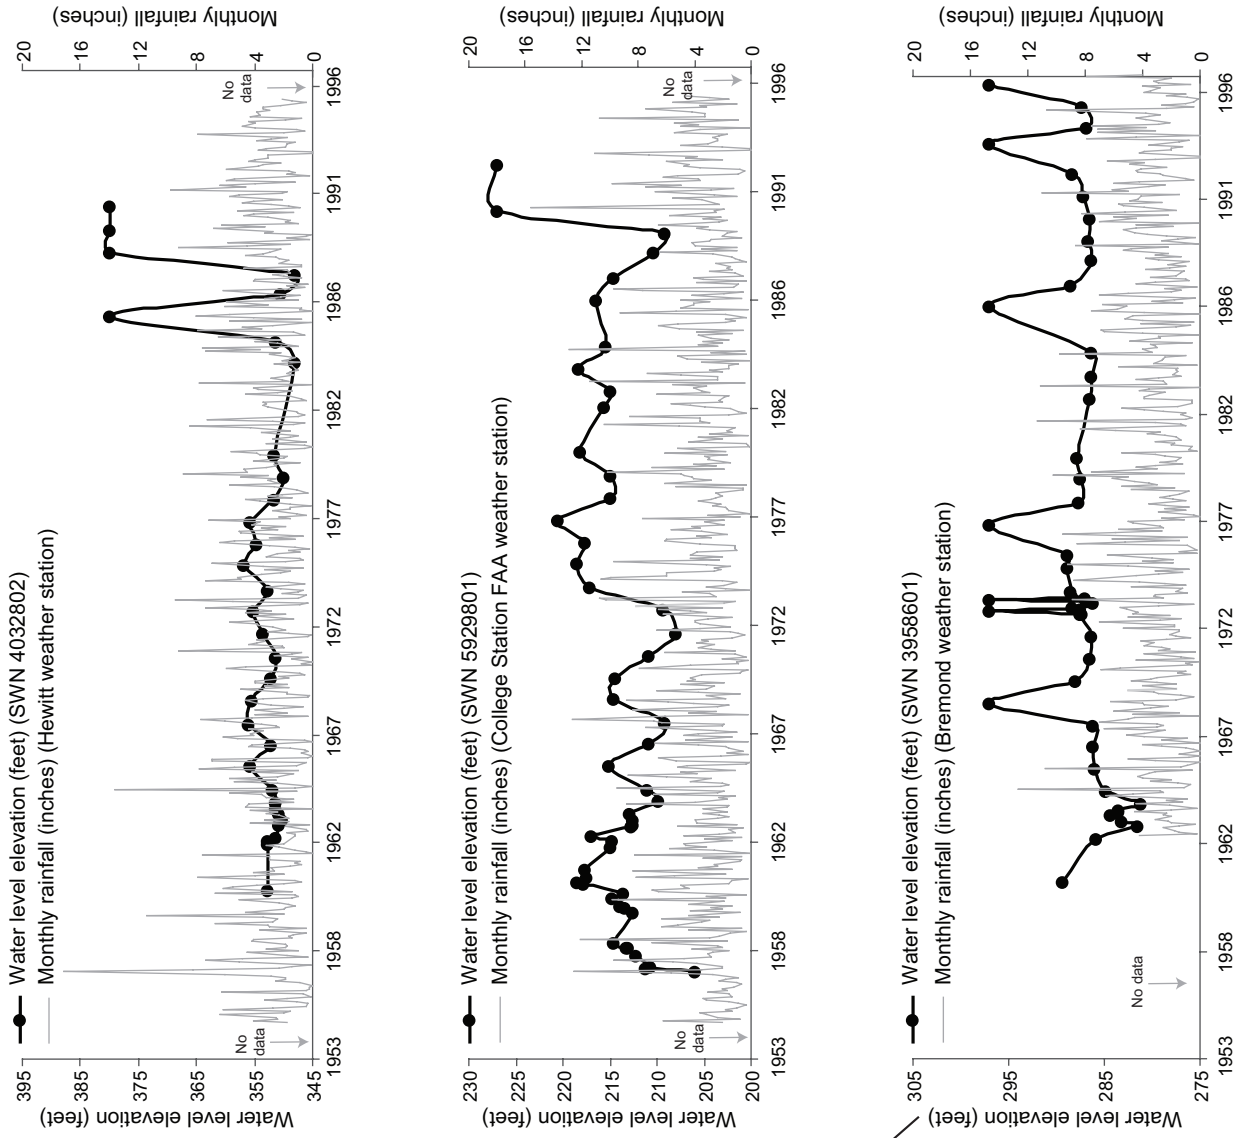 Water level elevation (feet) (SWN 4032802)
Monthly rainfall (inches) (Hewitt weather station)
Water level elevation
(feet)
395
385
375
365
355
345
Monthly rainfall (inches)
20
16
12
8
4
0
No
data
No
data
1953
1958
1962
1967
1972
1977
1982
1986
1991
1996
Water level elevation (feet) (SWN 5929801)
Monthly rainfall (inches) (College Station FAA weather station)
Water level elevation
(feet)
230
225
220
215
210
205
200
Monthly rainfall (inches)
20
18
12
10
8
4
0
No
data
No
data
1953
1958
1962
1967
1972
1977
1982
1986
1991
1996
Water level elevation (feet) (SWN 3958601)
Monthly rainfall (inches) (Bremond weather station)
Water level elevation
(feet)
305
295
285
275
Monthly rainfall (inches)
20
16
12
8
4
0
No data
1953
1958
1962
1967
1972
1977
1982
1986
1991
1996